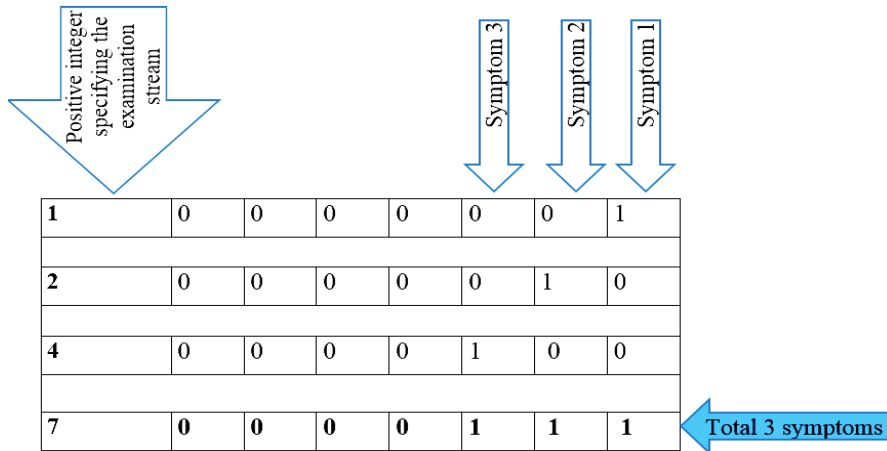 Positive integer
specifying the
examination
stream
Symptom 3
Symptom 2
Symptom 1
1 0 0 0 0 0 0 1
2 0 0 0 0 0 1 0
4 0 0 0 0 1 0 0
7 0 0 0 0 1 1 1
Total 3 symptoms